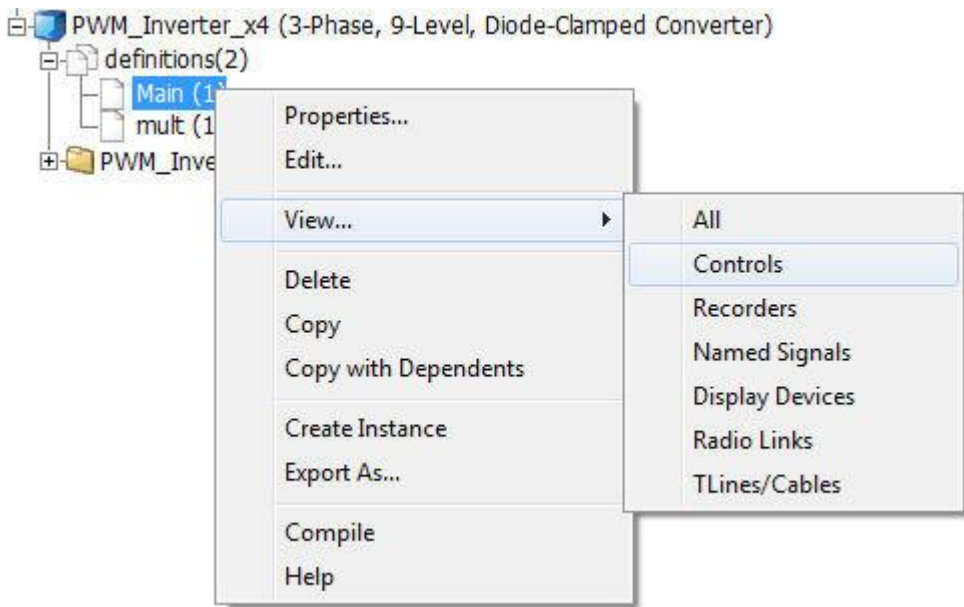 PWM_Inverter_x4 (3-Phase, 9-Level, Diode-Clamped Converter)
definitions(2)
Main (1
mult (1
PWM_Inve
Properties...
Edit...
View...
Delete
Copy
Copy with Dependents
Create Instance
Export As...
Compile
Help
All
Controls
Recorders
Named Signals
Display Devices
Radio Links
TLines/Cables